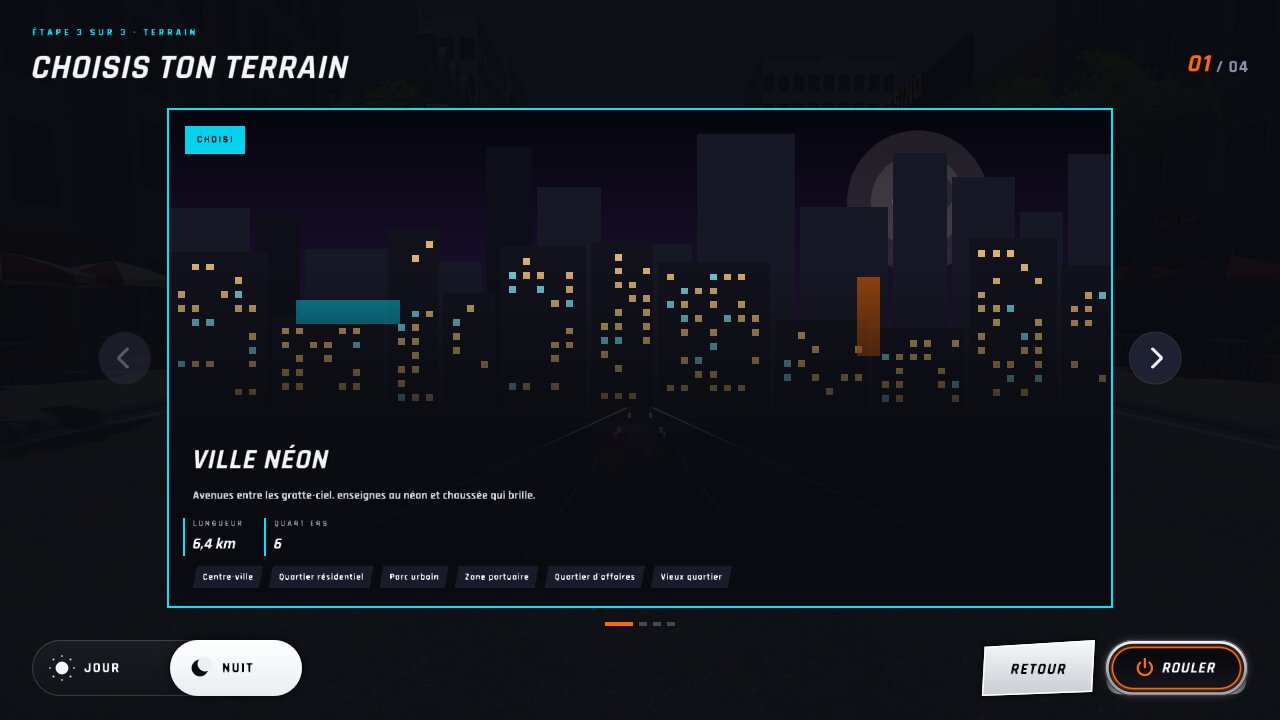 ÉTAPE 3 SUR 3 · TERRAIN
CHOISIS TON TERRAIN
01 / 04
CHOISI
VILLE NÉON
Avenues entre les gratte-ciel, enseignes au néon et chaussée qui brille.
LONGUEUR
QUARTIERS
6,4 km
6
Centre-ville
Quartier résidentiel
Parc urbain
Zone portuaire
Quartier d'affaires
Vieux quartier
JOUR
NUIT
RETOUR
ROULER